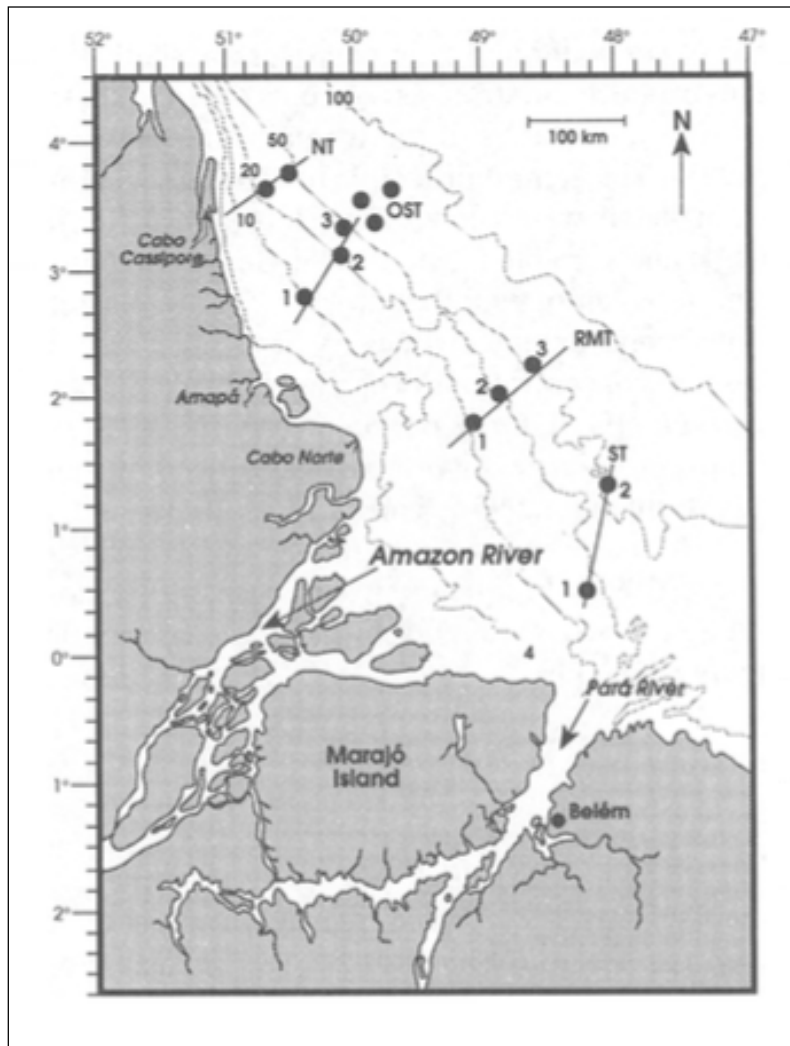 52° 51° 50° 49° 48° 47°
100
100 km
N
4°
50
NT
20
OST
10
3
Cabo
Cassipore
2
3°
1
RMT
3
2°
2
Amapá
1
Cabo Norte
ST
2
1°
Amazon River
1
0°
4
Pará River
Marajó
Island
1°
Belém
2°